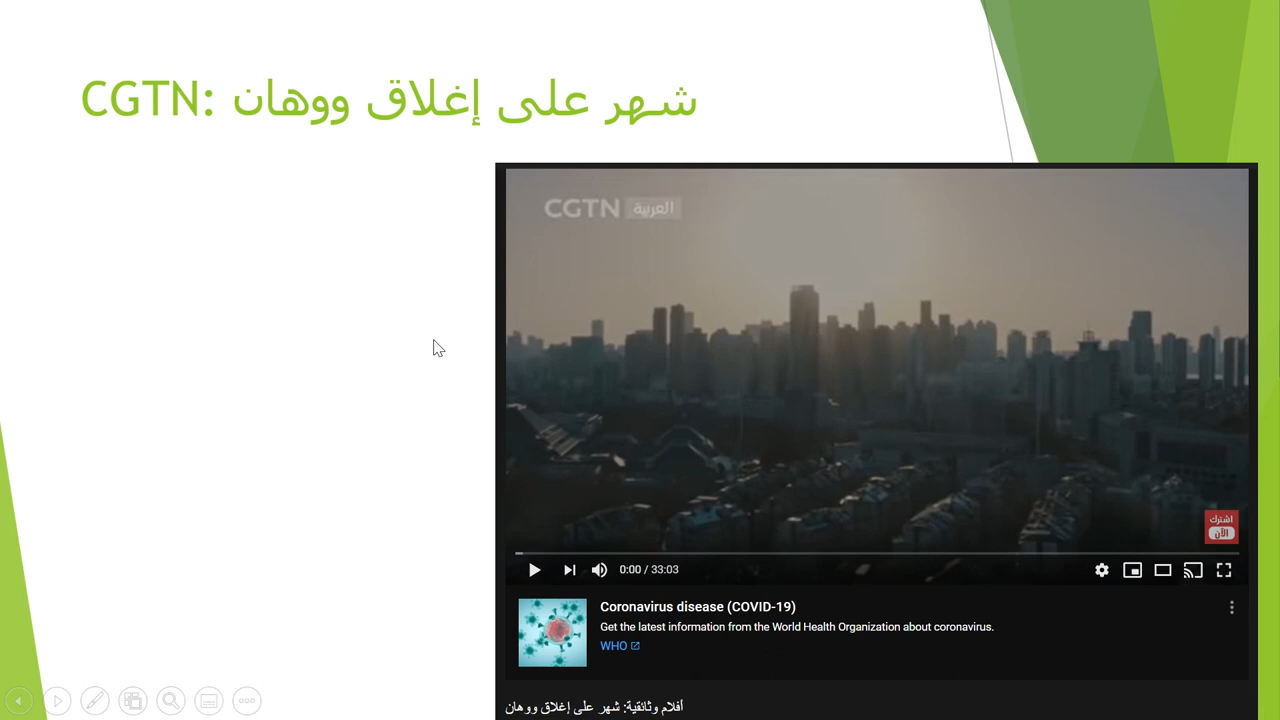 CGTN: شهر على إغلاق ووهان
CGTN العربية
اشترك
الآن
0:00 / 33:03
Coronavirus disease (COVID-19)
Get the latest information from the World Health Organization about coronavirus.
WHO
أفلام وثائقية: شهر على إغلاق ووهان